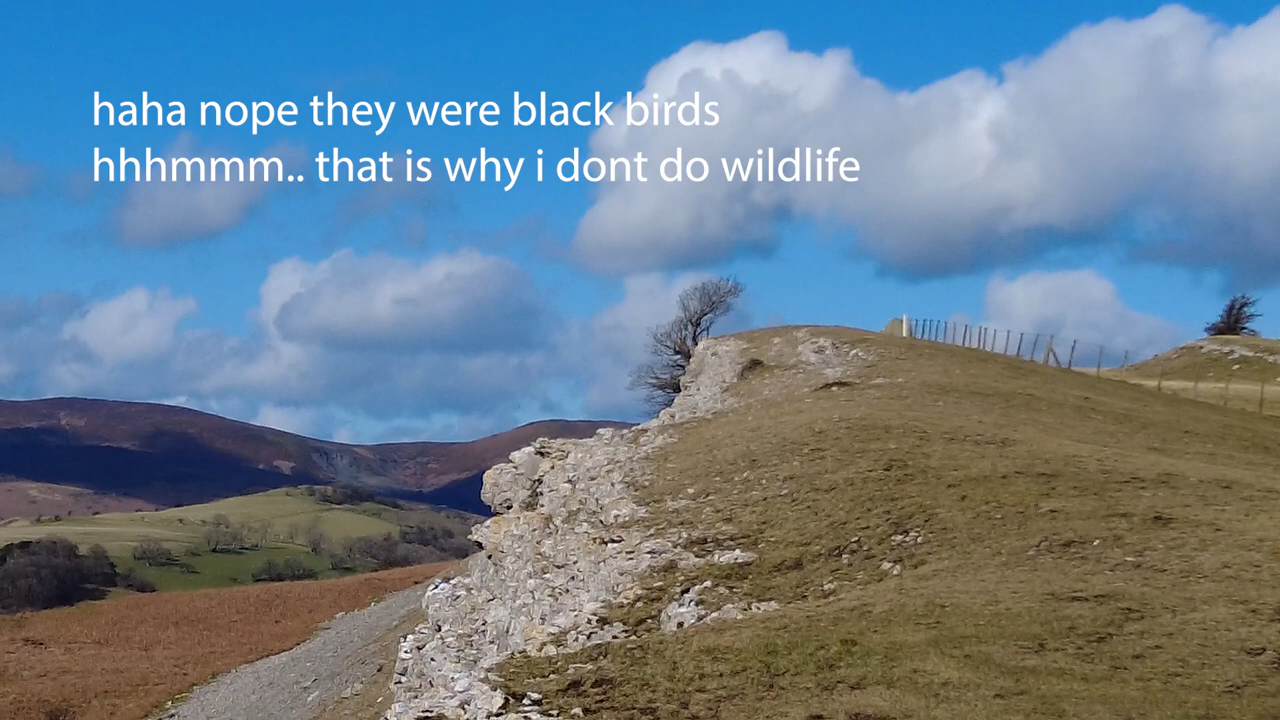 haha nope they were black birds
hhhmmm.. that is why i dont do wildlife